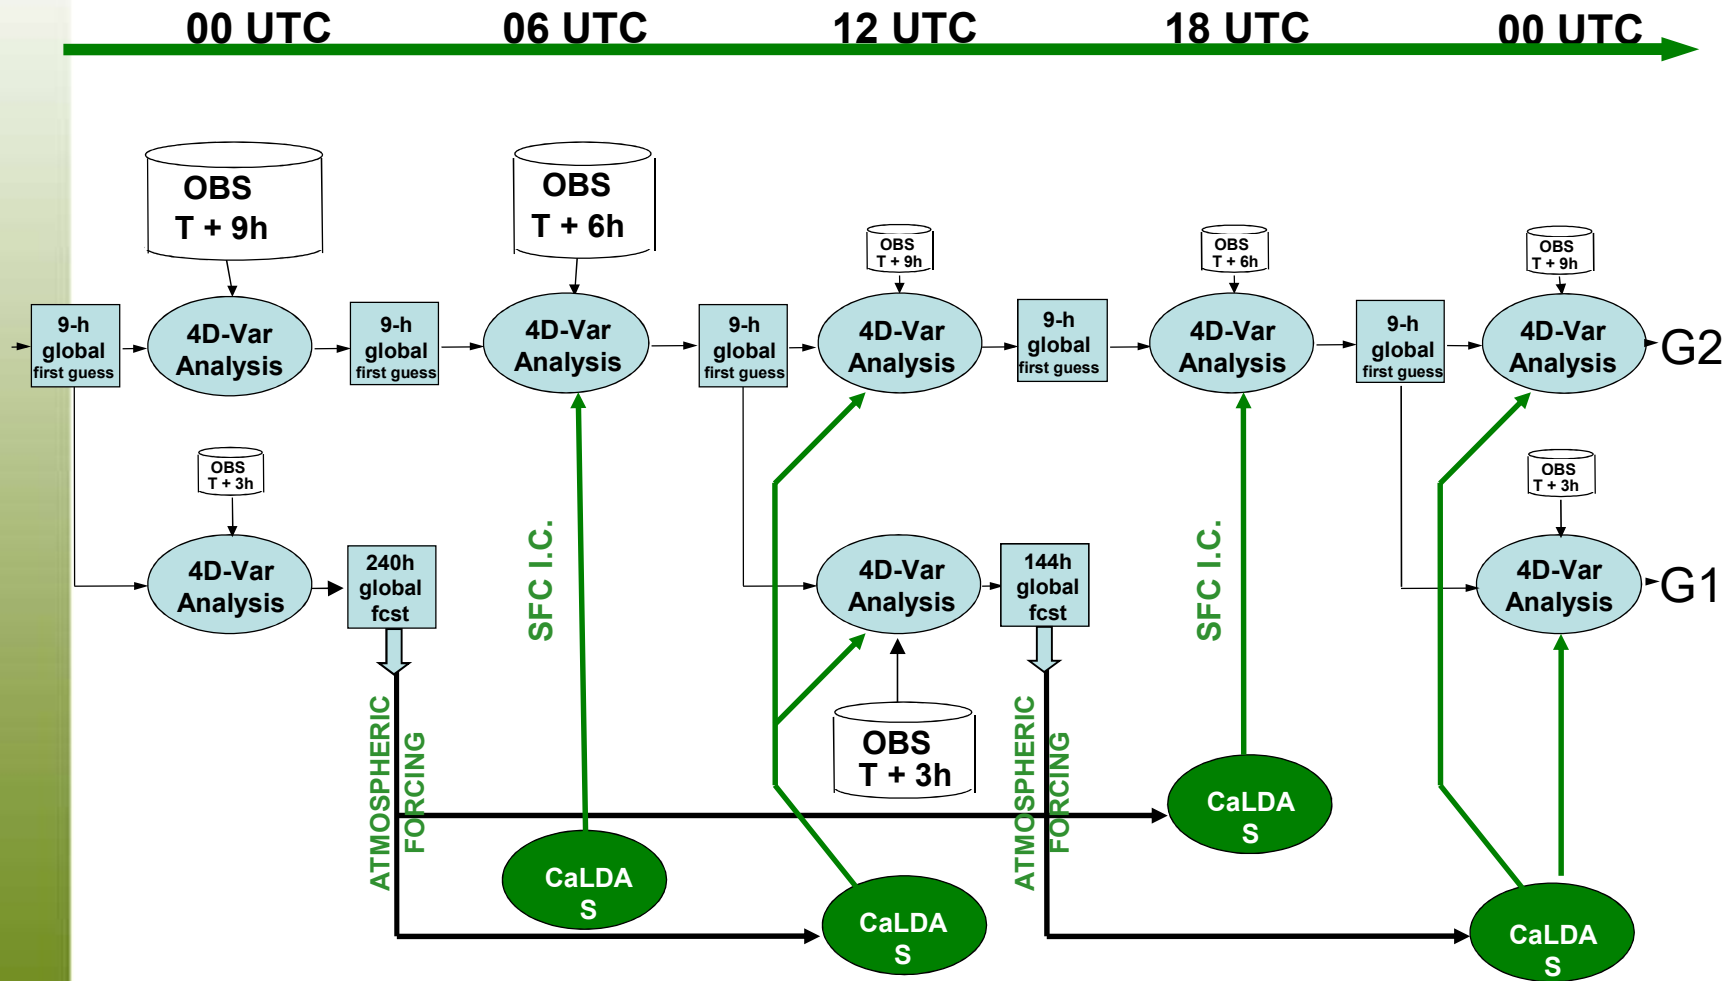 00 UTC
06 UTC
12 UTC
18 UTC
00 UTC
OBS
T + 9h
OBS
T + 6h
OBS
T + 9h
OBS
T + 6h
OBS
T + 9h
9-h
global
first guess
4D-Var
Analysis
9-h
global
first guess
4D-Var
Analysis
9-h
global
first guess
4D-Var
Analysis
9-h
global
first guess
4D-Var
Analysis
9-h
global
first guess
4D-Var
Analysis
G2
OBS
T + 3h
OBS
T + 3h
4D-Var
Analysis
240h
global
fcst
SFC I.C.
4D-Var
Analysis
144h
global
fcst
SFC I.C.
4D-Var
Analysis
G1
ATMOSPHERIC
FORCING
OBS
T + 3h
ATMOSPHERIC
FORCING
CaLDA
S
CaLDA
S
CaLDA
S
CaLDA
S